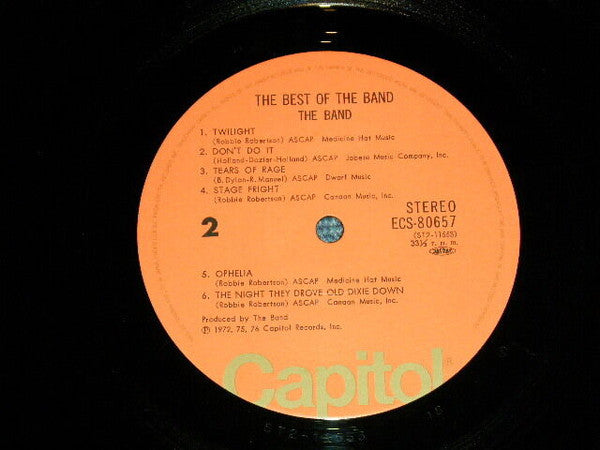 THE BEST OF THE BAND
THE BAND
1. TWILIGHT
(Robbie Robertson) ASCAP Medicine Hat Music
2. DON'T DO IT
(Holland-Dozier-Holland) ASCAP Jobete Music Company, Inc.
3. TEARS OF RAGE
(B. Dylan-R. Manuel) ASCAP Dwarf Music
4. STAGE FRIGHT
(Robbie Robertson) ASCAP Canaan Music, Inc.
2
STEREO
ECS-80657
33⅓ r. p. m.
5. OPHELIA
(Robbie Robertson) ASCAP Medicine Hat Music
6. THE NIGHT THEY DROVE OLD DIXIE DOWN
(Robbie Robertson) ASCAP Canaan Music, Inc.
Produced by The Band
℗ 1972, 75, 76 Capitol Records, Inc.
Capitol